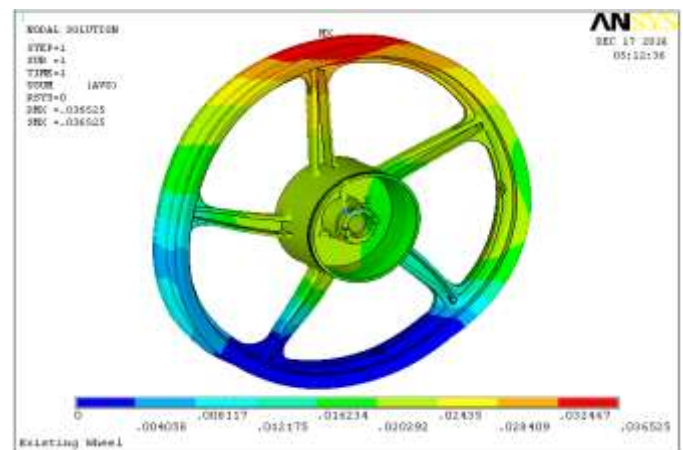 NODAL SOLUTION
STEP=1
SUB =1
TIME=1
USUM (AVG)
RSYS=0
DMX =.036525
SMX =.036525
MX
ANSYS
DEC 17 2016
05:12:36
0 .008117 .016234 .02435 .032467
.004058 .012175 .020292 .028409 .036525
Existing Wheel